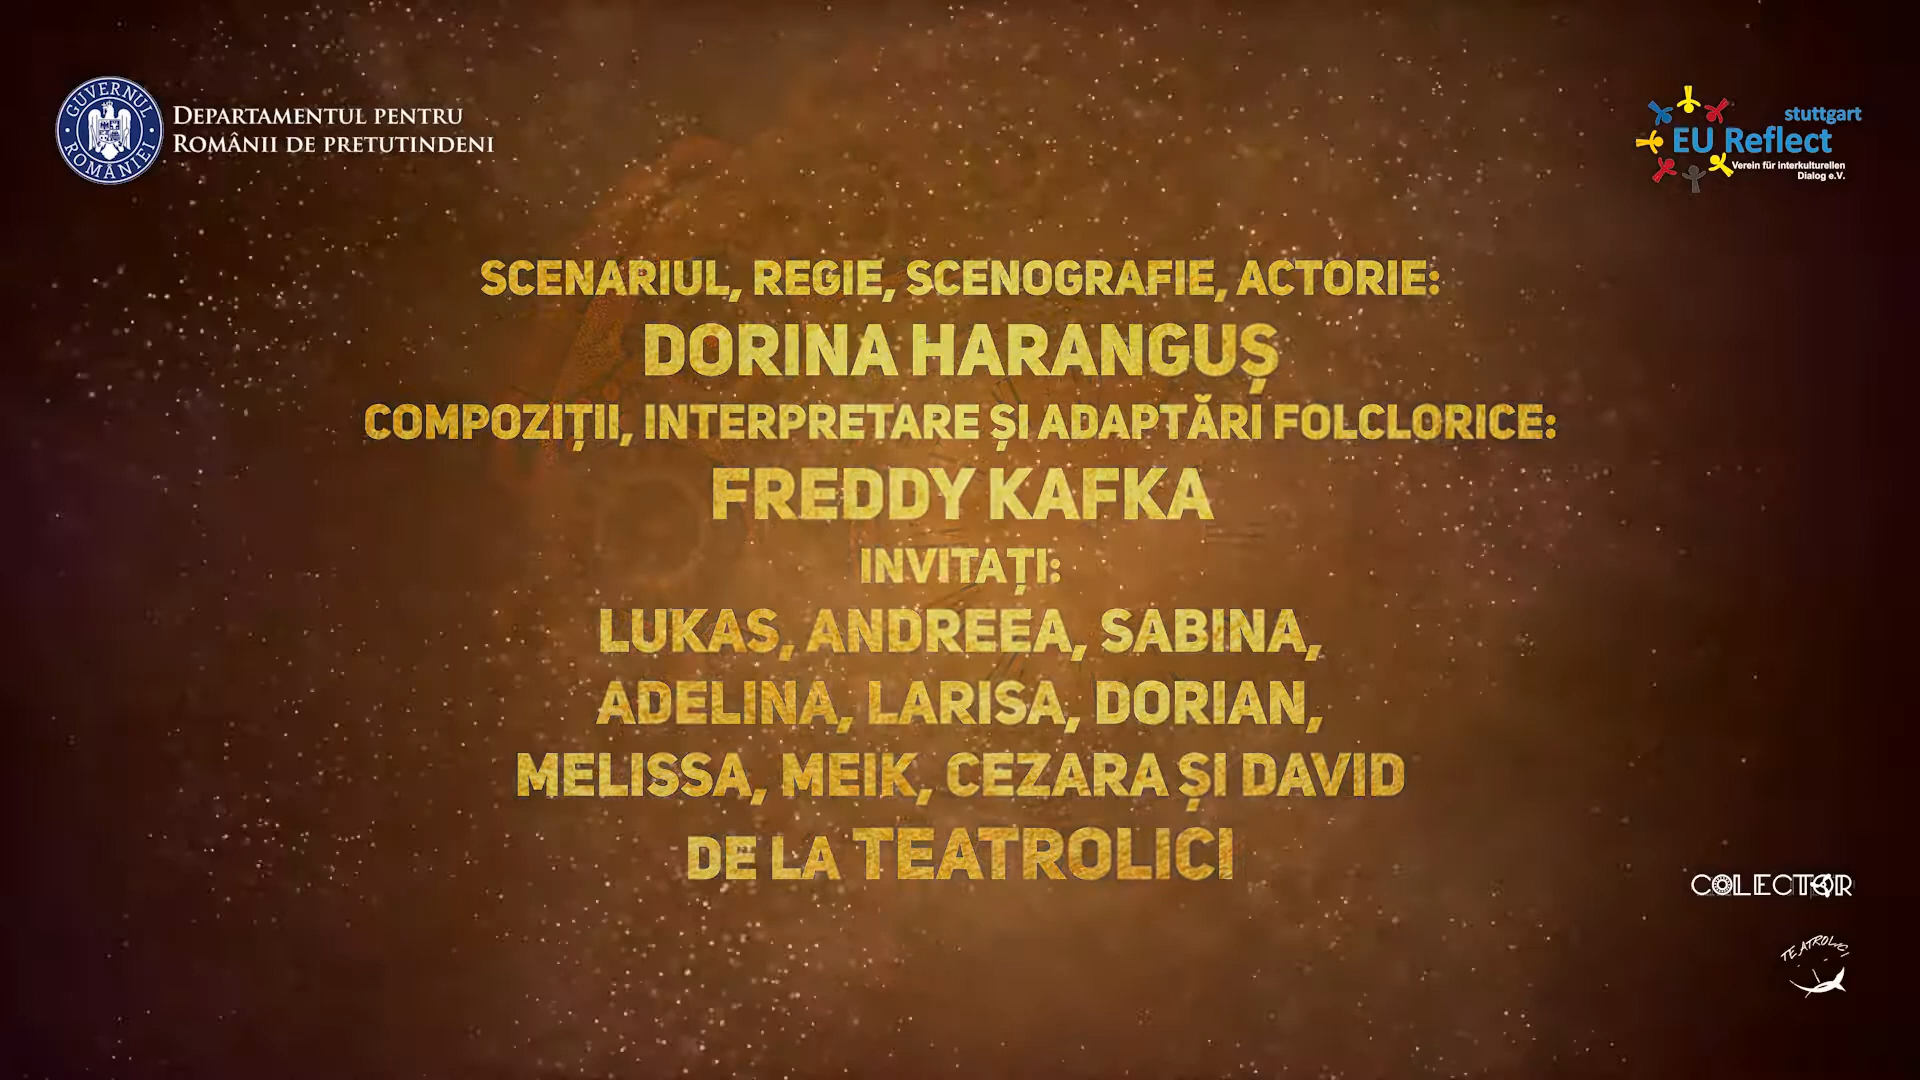 GUVERNUL ROMÂNIEI
DEPARTAMENTUL PENTRU
ROMÂNII DE PRETUTINDENI
stuttgart
EU Reflect
Verein für interkulturellen
Dialog e.V.
SCENARIUL, REGIE, SCENOGRAFIE, ACTORIE:
DORINA HARANGUȘ
COMPOZIȚII, INTERPRETARE ȘI ADAPTĂRI FOLCLORICE:
FREDDY KAFKA
INVITAȚI:
LUKAS, ANDREEA, SABINA,
ADELINA, LARISA, DORIAN,
MELISSA, MEIK, CEZARA ȘI DAVID
DE LA TEATROLICI
COLECTOR